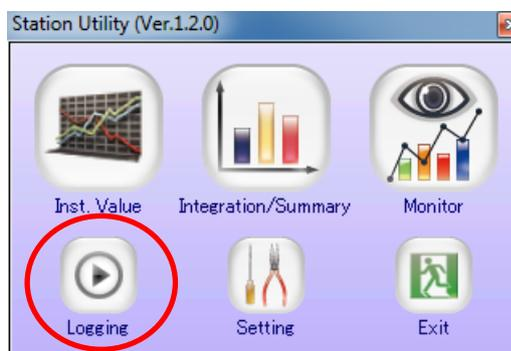 Station Utility (Ver.1.2.0)
Inst. Value
Integration/Summary
Monitor
Logging
Setting
Exit